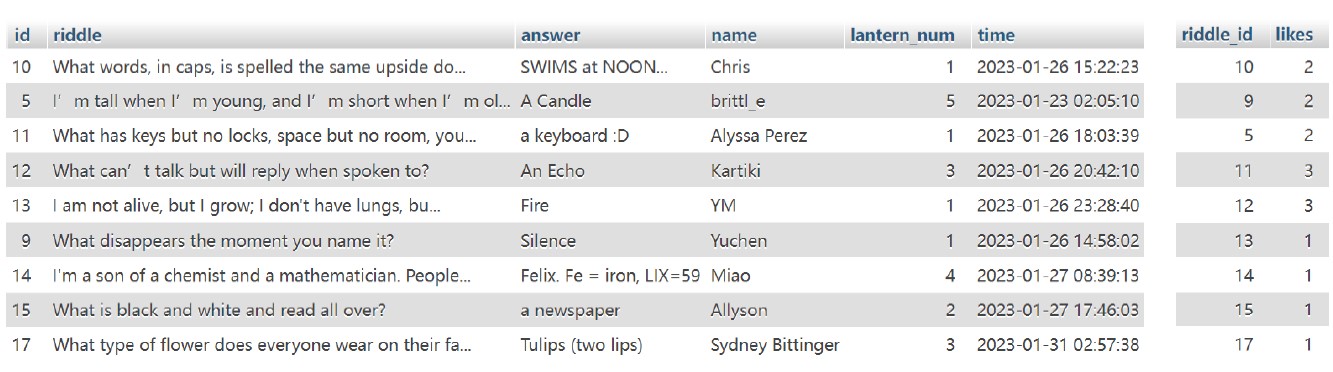 id riddle answer name lantern_num time riddle_id likes
10 What words, in caps, is spelled the same upside do... SWIMS at NOON... Chris 1 2023-01-26 15:22:23 10 2
5 I’ m tall when I’ m young, and I’ m short when I’ m ol... A Candle brittl_e 5 2023-01-23 02:05:10 9 2
11 What has keys but no locks, space but no room, you... a keyboard :D Alyssa Perez 1 2023-01-26 18:03:39 5 2
12 What can’ t talk but will reply when spoken to? An Echo Kartiki 3 2023-01-26 20:42:10 11 3
13 I am not alive, but I grow; I don't have lungs, bu... Fire YM 1 2023-01-26 23:28:40 12 3
9 What disappears the moment you name it? Silence Yuchen 1 2023-01-26 14:58:02 13 1
14 I'm a son of a chemist and a mathematician. People... Felix. Fe = iron, LIX=59 Miao 4 2023-01-27 08:39:13 14 1
15 What is black and white and read all over? a newspaper Allyson 2 2023-01-27 17:46:03 15 1
17 What type of flower does everyone wear on their fa... Tulips (two lips) Sydney Bittinger 3 2023-01-31 02:57:38 17 1